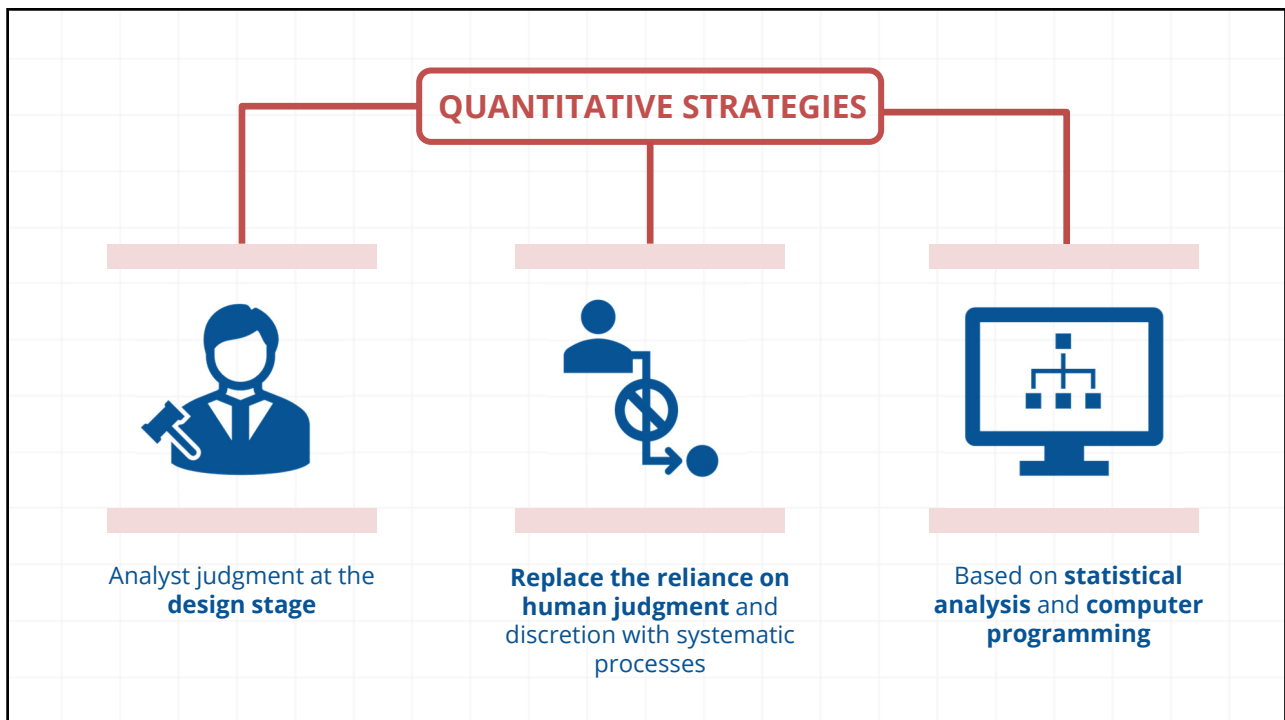 QUANTITATIVE STRATEGIES
Analyst judgment at the
design stage
Replace the reliance on
human judgment and
discretion with systematic
processes
Based on statistical
analysis and computer
programming